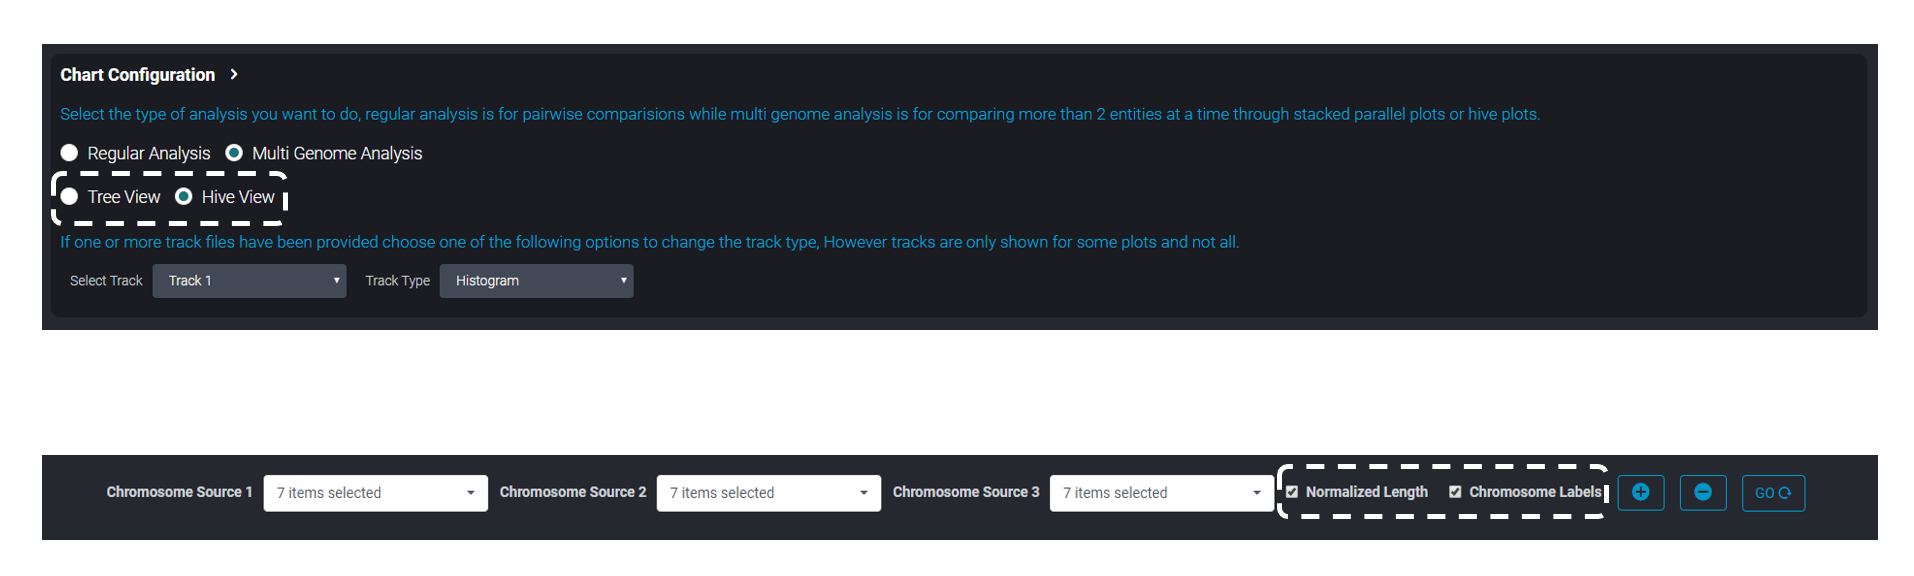 Chart Configuration
Select the type of analysis you want to do, regular analysis is for pairwise comparisions while multi genome analysis is for comparing more than 2 entities at a time through stacked parallel plots or hive plots.
Regular Analysis Multi Genome Analysis
Tree View Hive View
If one or more track files have been provided choose one of the following options to change the track type, However tracks are only shown for some plots and not all.
Select Track Track 1 Track Type Histogram
Chromosome Source 1 7 items selected Chromosome Source 2 7 items selected Chromosome Source 3 7 items selected Normalized Length Chromosome Labels GO